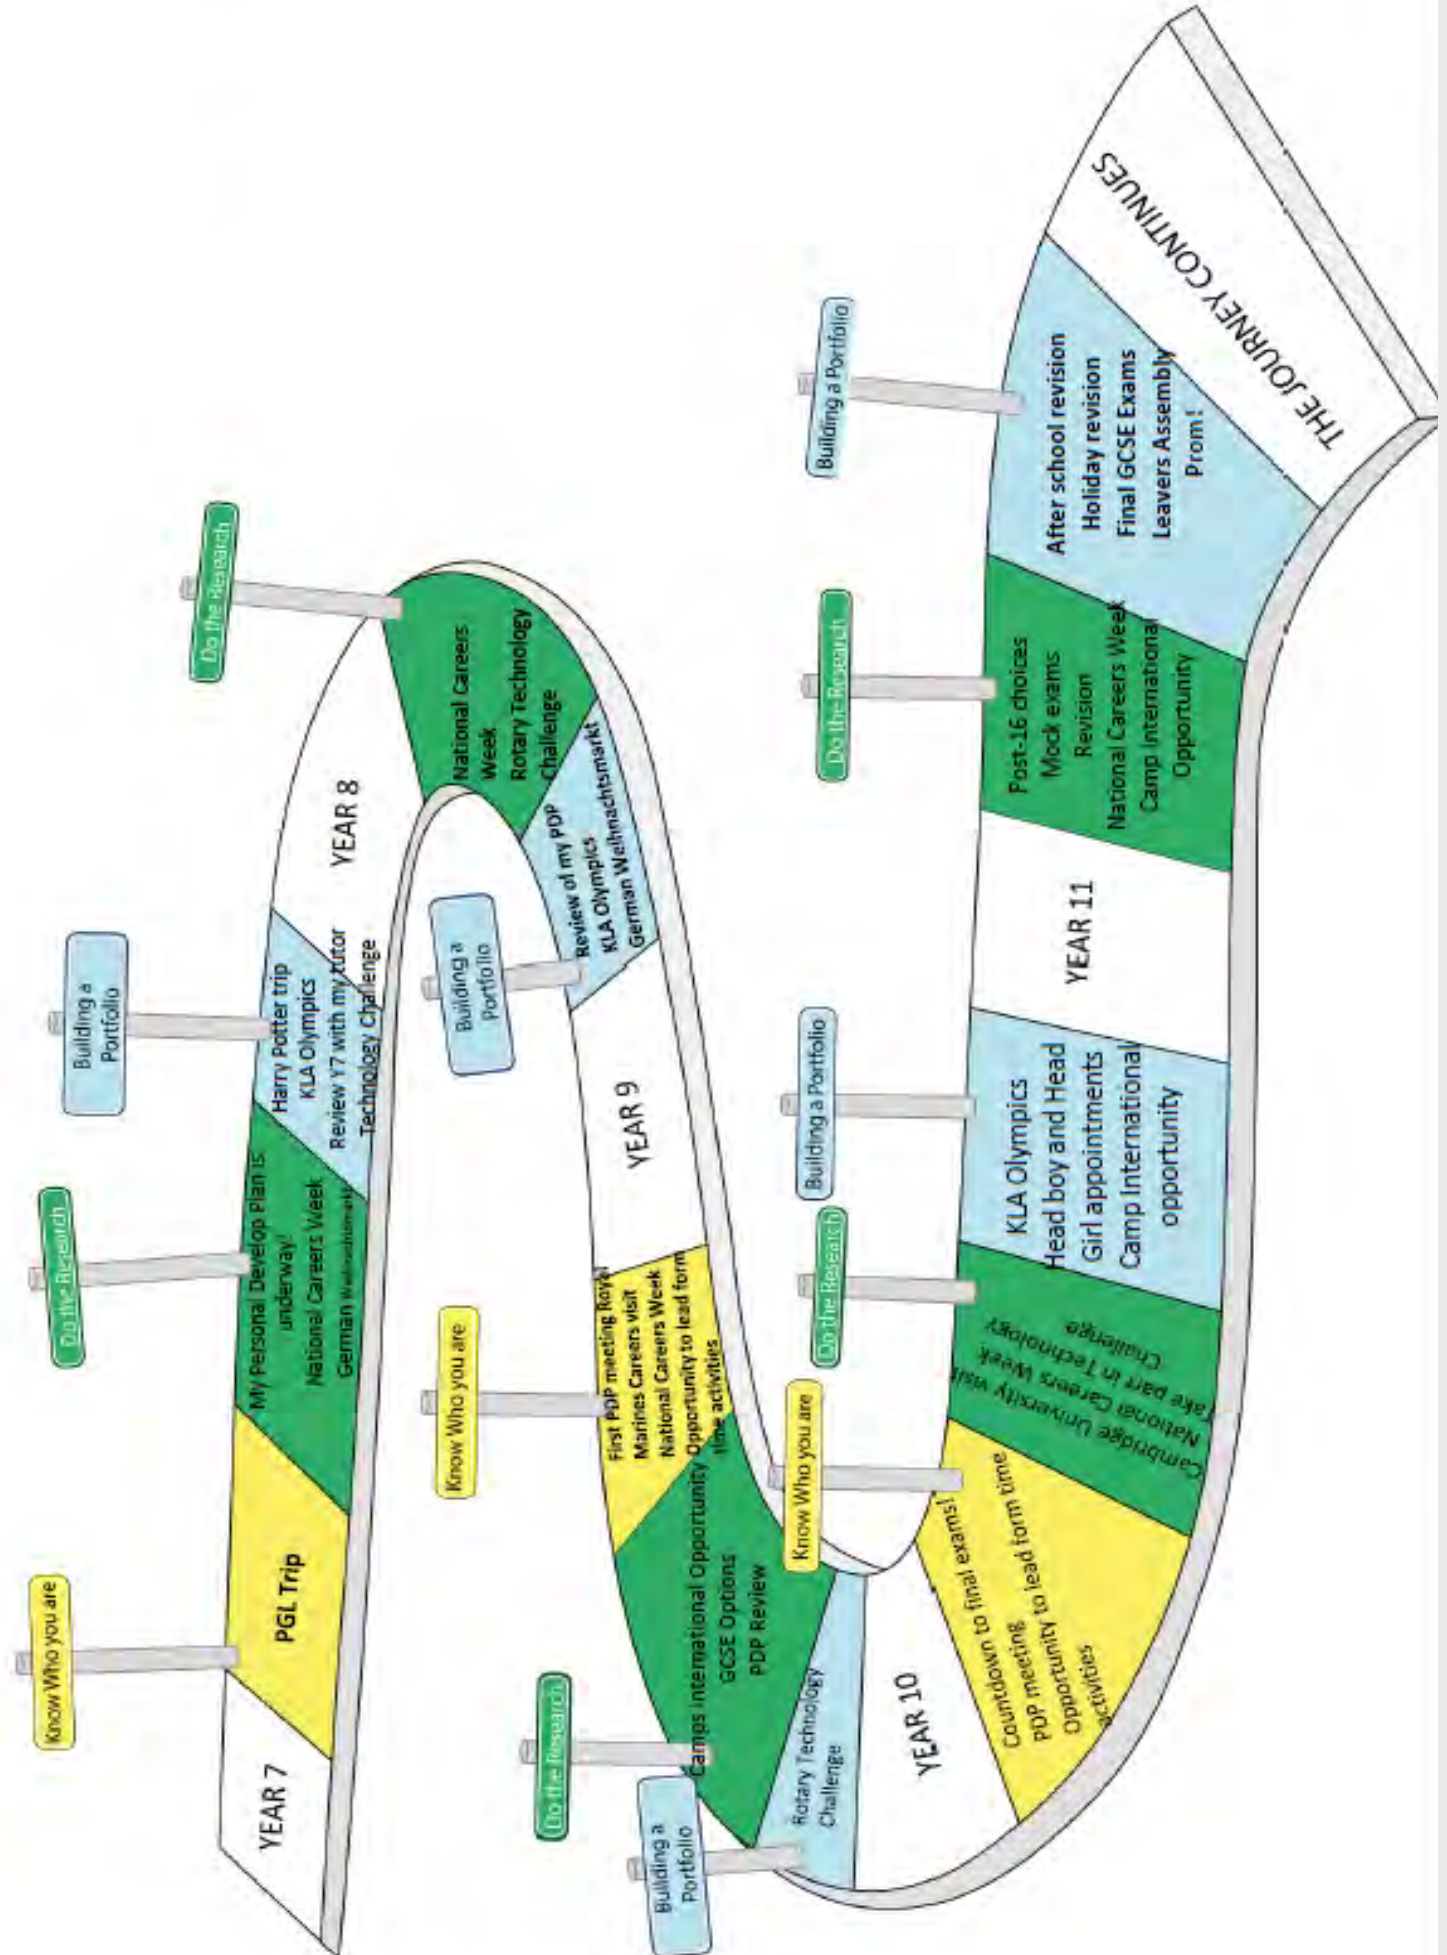 YEAR 7
Know Who you are
PGL Trip
Do the Research
My Personal Develop Plan is
underway!
National Careers Week
German Weihnachtsmarkt
Building a
Portfolio
Harry Potter trip
KLA Olympics
Review Y7 with my tutor
Technology Challenge
YEAR 8
Do the Research
National Careers
Week
Rotary Technology
challenge
Building a
Portfolio
Review of my PDP
KLA Olympics
German Weihnachtsmarkt
YEAR 9
Know Who you are
First PDP meeting Royal
Marines Careers visit
National Careers Week
Opportunity to lead form
time activities
Do the Research
Camps International Opportunity
GCSE Options
PDP Review
Building a
Portfolio
Rotary Technology
Challenge
YEAR 10
Know Who you are
Countdown to final exams!
PDP meeting
Opportunity to lead form time
activities
Do the Research
Cambridge University visit
National Careers Week
Take part in Technology
Challenge
Building a Portfolio
KLA Olympics
Head boy and Head
Girl appointments
Camp International
opportunity
YEAR 11
Do the Research
Post-16 choices
Mock exams
Revision
National Careers Week
Camp International
Opportunity
Building a Portfolio
After school revision
Holiday revision
Final GCSE Exams
Leavers Assembly
Prom!
THE JOURNEY CONTINUES